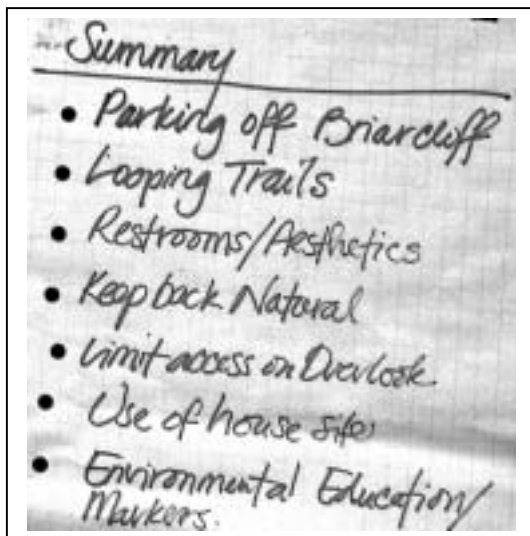 Summary
• Parking off Briarcliff
• Looping Trails
• Restrooms/Aesthetics
• Keep back Natural
• Limit access on Overlook.
• Use of house site
• Environmental Education/
Markers.